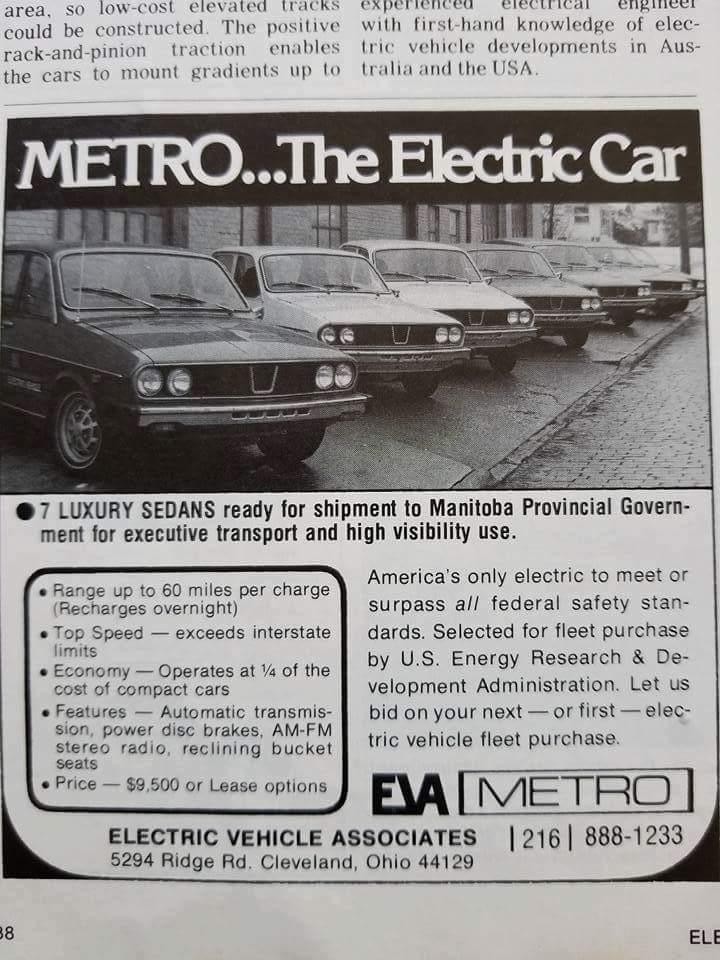 area, so low-cost elevated tracks
could be constructed. The positive
rack-and-pinion traction enables
the cars to mount gradients up to
experienced electrical engineer
with first-hand knowledge of elec-
tric vehicle developments in Aus-
tralia and the USA.
METRO...The Electric Car
● 7 LUXURY SEDANS ready for shipment to Manitoba Provincial Govern-
ment for executive transport and high visibility use.
• Range up to 60 miles per charge
(Recharges overnight)
• Top Speed — exceeds interstate
limits
• Economy — Operates at ¼ of the
cost of compact cars
• Features — Automatic transmis-
sion, power disc brakes, AM-FM
stereo radio, reclining bucket
seats
• Price — $9,500 or Lease options
America's only electric to meet or
surpass all federal safety stan-
dards. Selected for fleet purchase
by U.S. Energy Research & De-
velopment Administration. Let us
bid on your next — or first — elec-
tric vehicle fleet purchase.
EVA [METRO]
ELECTRIC VEHICLE ASSOCIATES |216| 888-1233
5294 Ridge Rd. Cleveland, Ohio 44129
38
ELE